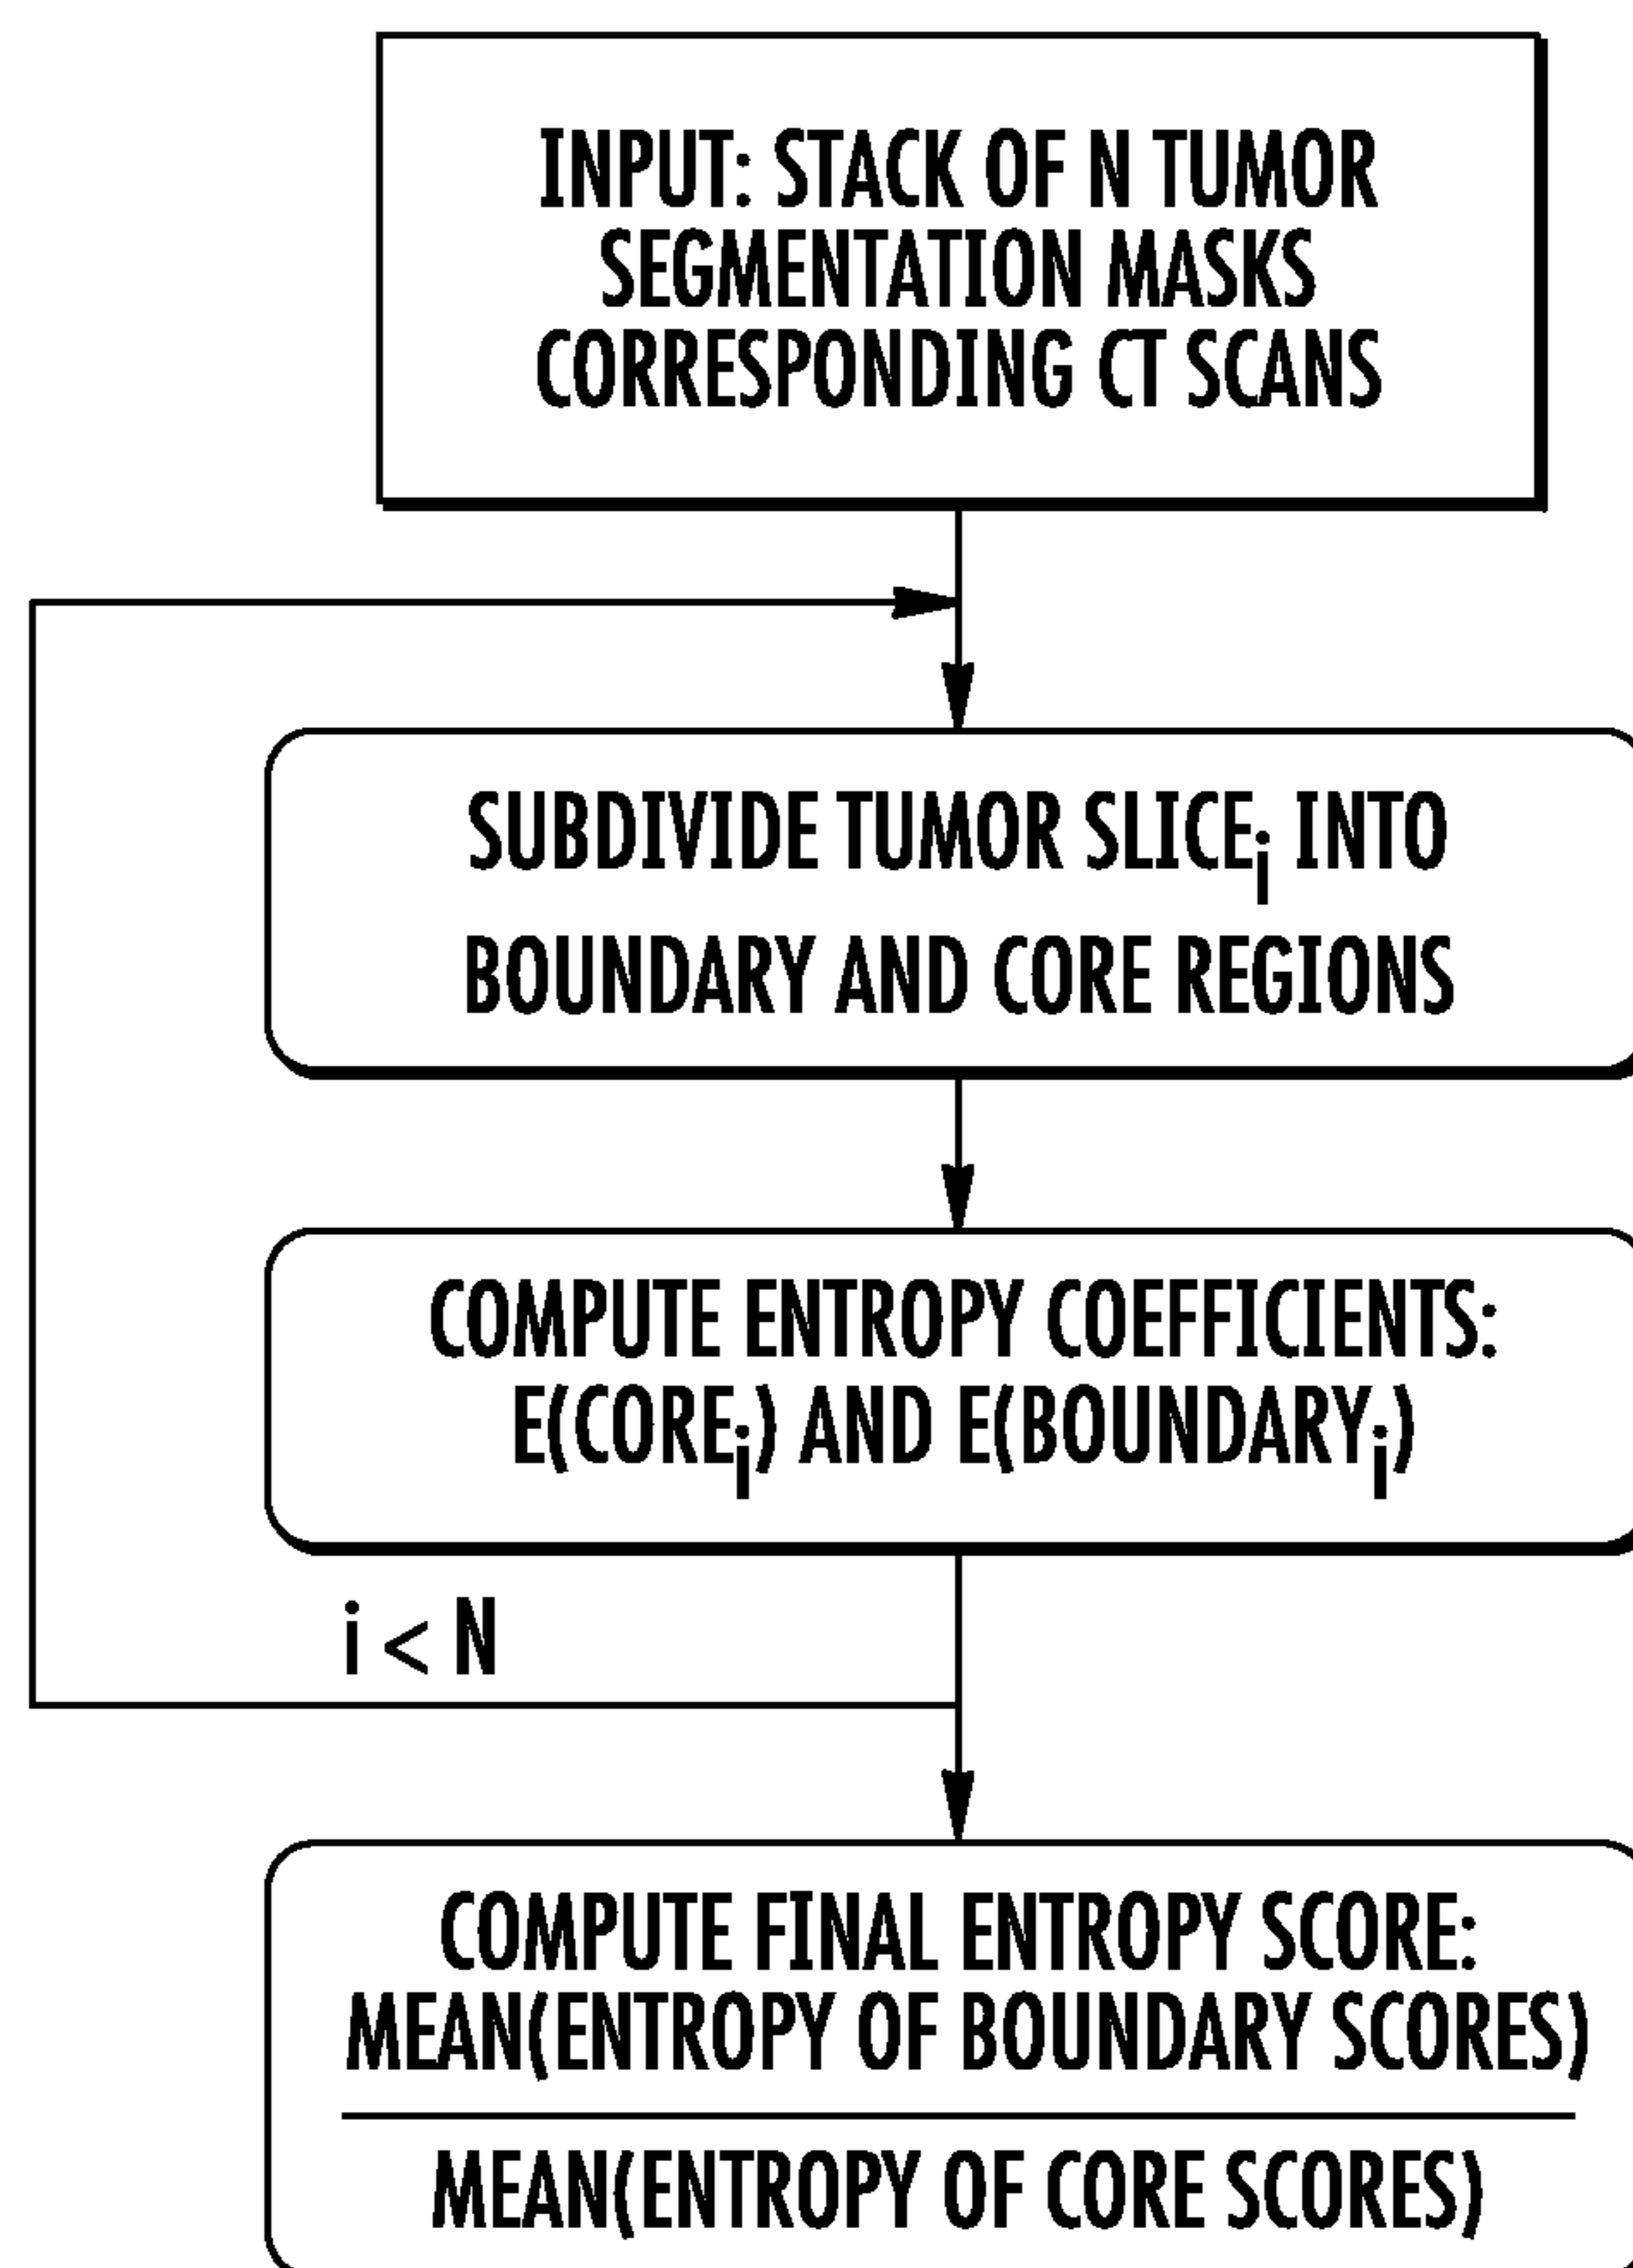 INPUT: STACK OF N TUMOR
SEGMENTATION MASKS
CORRESPONDING CT SCANS
SUBDIVIDE TUMOR SLICEi INTO
BOUNDARY AND CORE REGIONS
COMPUTE ENTROPY COEFFICIENTS:
E(COREi) AND E(BOUNDARYi)
i < N
COMPUTE FINAL ENTROPY SCORE:
MEAN(ENTROPY OF BOUNDARY SCORES)
MEAN(ENTROPY OF CORE SCORES)